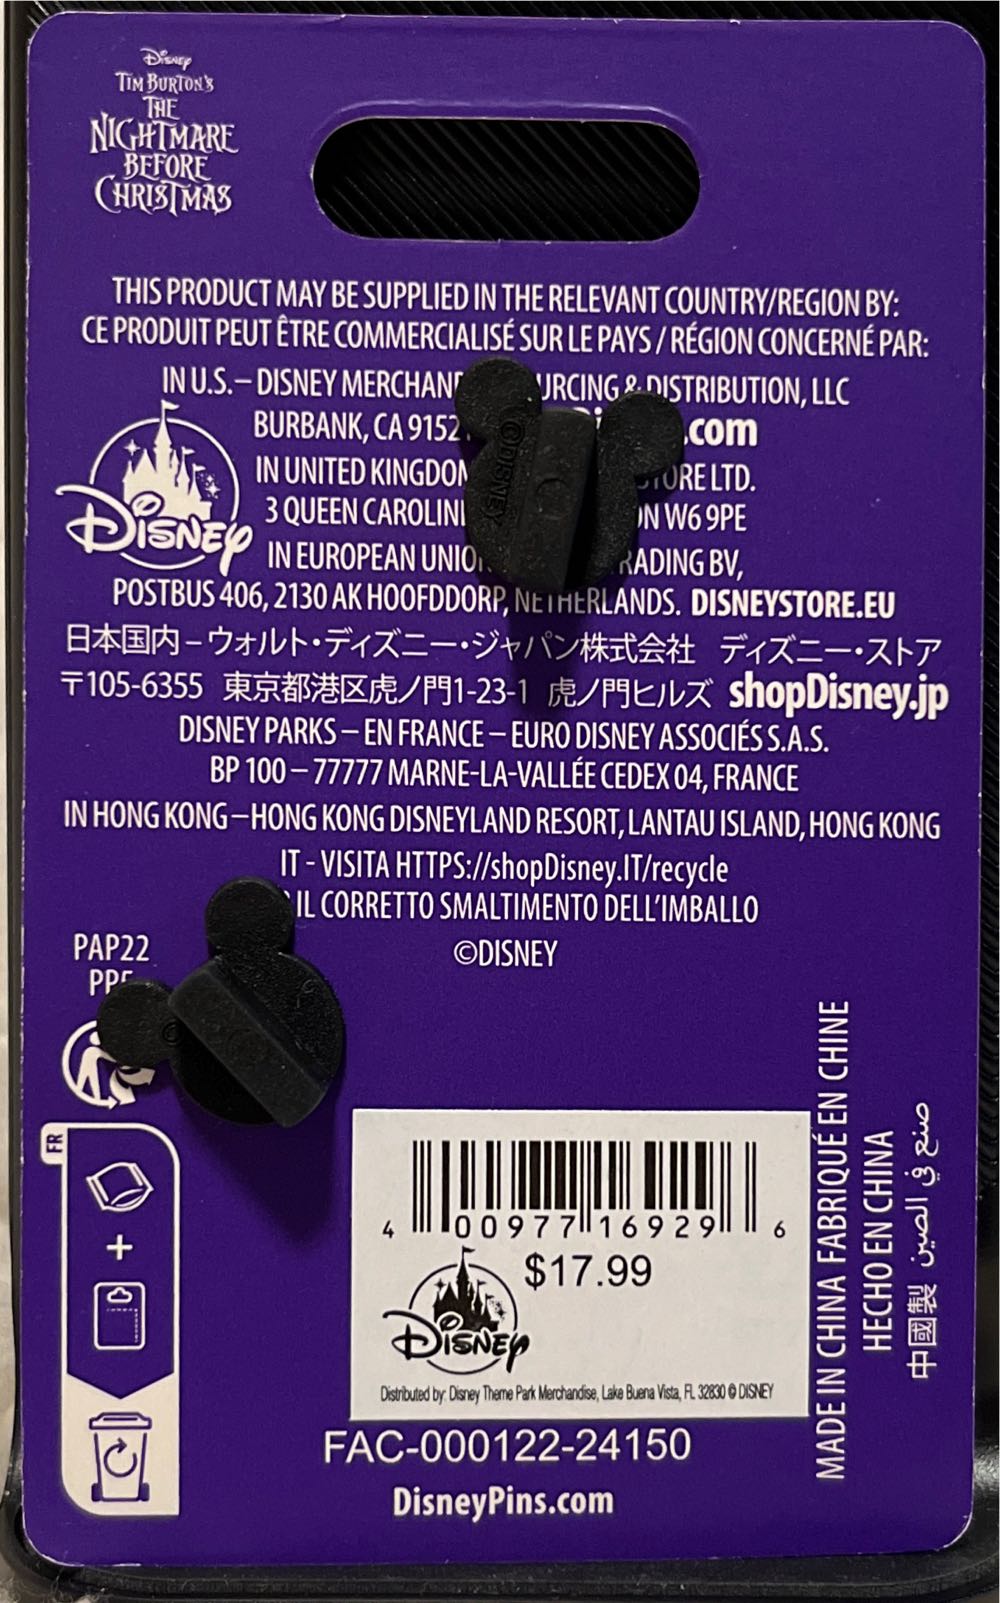 Disney
TIM BURTON'S
THE
NIGHTMARE
BEFORE
CHRISTMAS
THIS PRODUCT MAY BE SUPPLIED IN THE RELEVANT COUNTRY/REGION BY:
CE PRODUIT PEUT ÊTRE COMMERCIALISÉ SUR LE PAYS / RÉGION CONCERNÉ PAR:
IN U.S. – DISNEY & DISTRIBUTION, LLC
BURBANK, CA .com
IN UNITED LTD.
3 QUEEN W6 9PE
Disney
IN EUROPEAN BV,
POSTBUS 406, 2130 AK HOOFDDORP, NETHERLANDS. DISNEYSTORE.EU
日本国内 – ウォルト・ディズニー・ジャパン株式会社 ディズニー・ストア
〒105-6355 東京都港区虎ノ門1-23-1 虎ノ門ヒルズ shopDisney.jp
DISNEY PARKS – EN FRANCE – EURO DISNEY ASSOCIÉS S.A.S.
BP 100 – 77777 MARNE-LA-VALLÉE CEDEX 04, FRANCE
IN HONG KONG – HONG KONG DISNEYLAND RESORT, LANTAU ISLAND, HONG KONG
IT - VISITA HTTPS://shopDisney.IT/recycle
IL CORRETTO SMALTIMENTO DELL'IMBALLO
©DISNEY
PAP22
©DISNEY
FR
+
4 00977 16929 6
$17.99
Disney
Distributed by: Disney Theme Park Merchandise, Lake Buena Vista, FL 32830 © DISNEY
FAC-000122-24150
DisneyPins.com
MADE IN CHINA FABRIQUÉ EN CHINE
HECHO EN CHINA
صنع في الصين
中國製